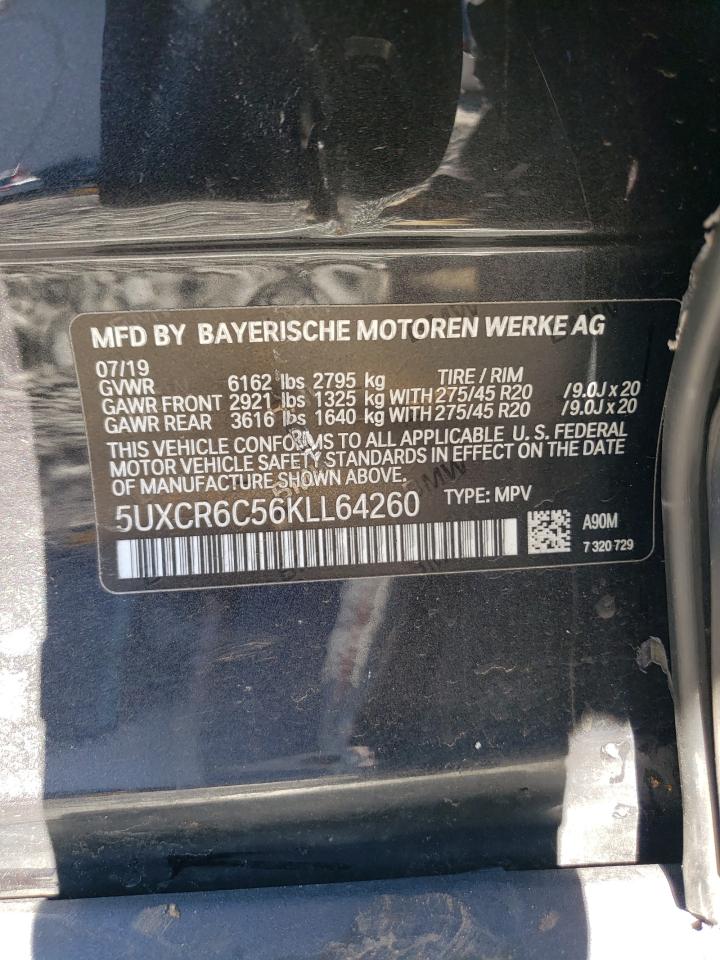 MFD BY BAYERISCHE MOTOREN WERKE AG
07/19
GVWR 6162 lbs 2795 kg TIRE / RIM
GAWR FRONT 2921 lbs 1325 kg WITH 275/45 R20 /9.0J x 20
GAWR REAR 3616 lbs 1640 kg WITH 275/45 R20 /9.0J x 20
THIS VEHICLE CONFORMS TO ALL APPLICABLE U. S. FEDERAL
MOTOR VEHICLE SAFETY STANDARDS IN EFFECT ON THE DATE
OF MANUFACTURE SHOWN ABOVE.
5UXCR6C56KLL64260 TYPE: MPV
A90M
7 320 729